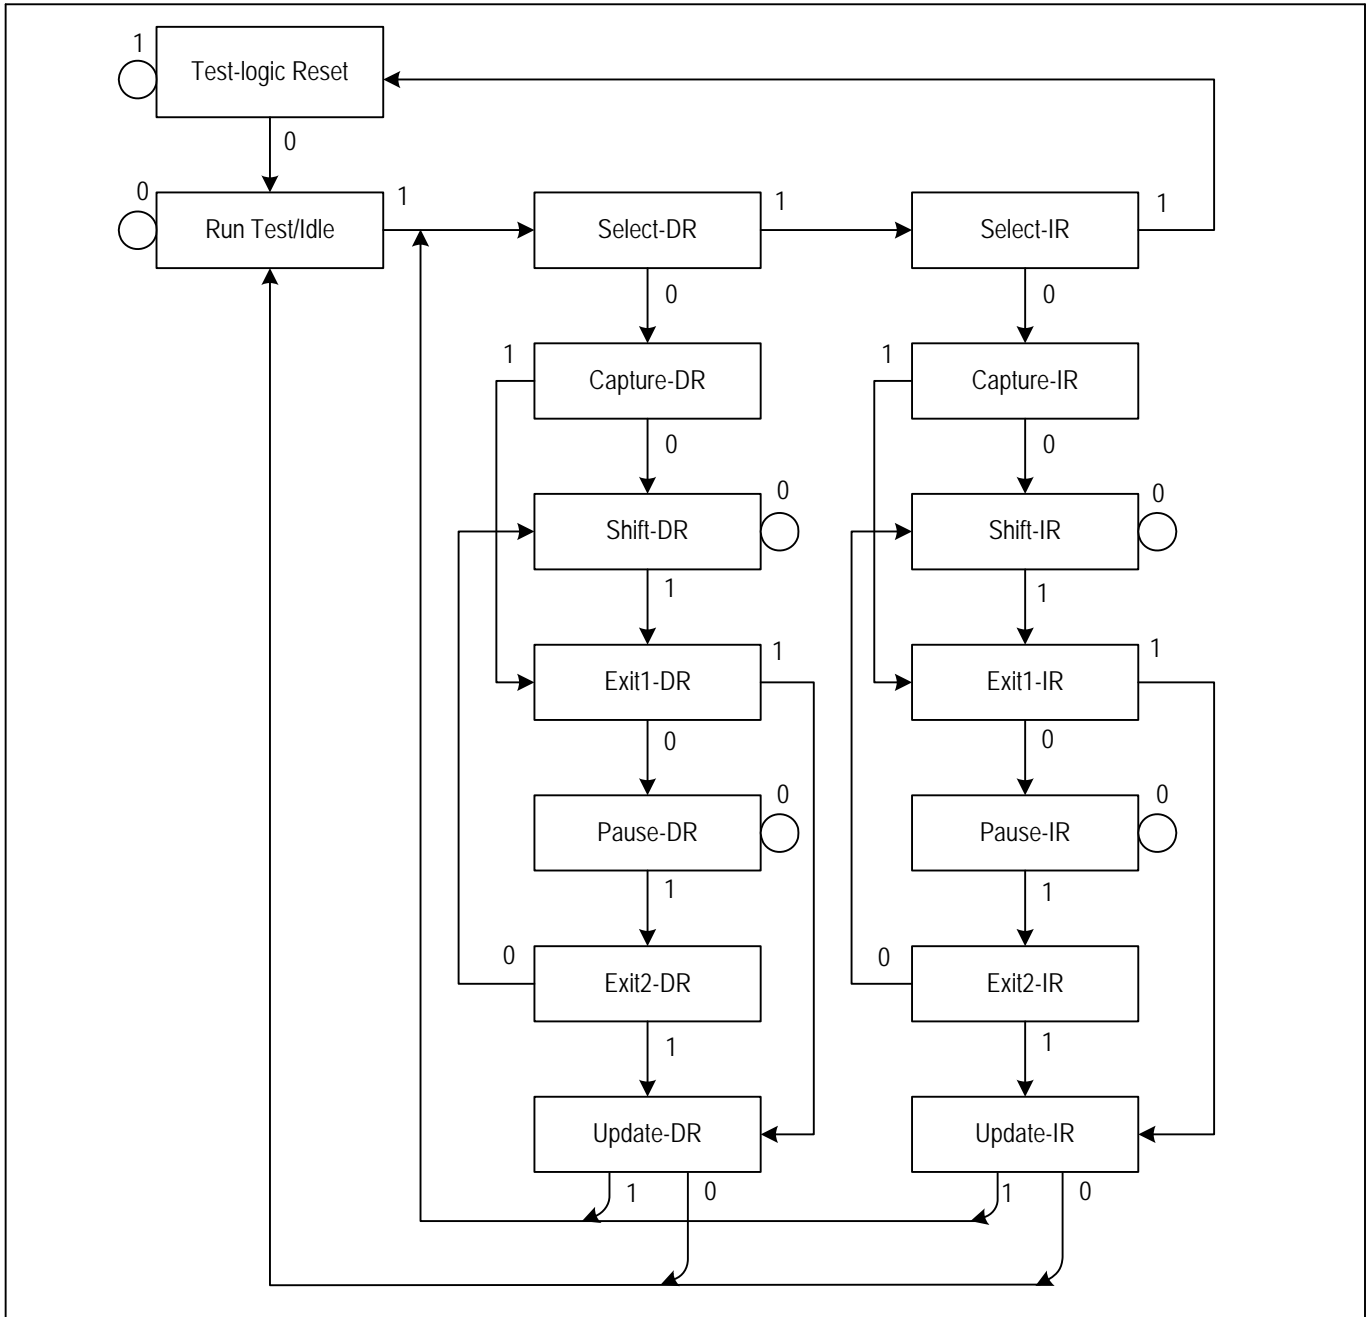 1
Test-logic Reset
0
0
Run Test/Idle
1
Select-DR
1
Select-IR
1
0
0
1
Capture-DR
1
Capture-IR
0
0
Shift-DR
0
Shift-IR
0
1
1
Exit1-DR
1
Exit1-IR
1
0
0
Pause-DR
0
Pause-IR
0
1
1
0
Exit2-DR
0
Exit2-IR
1
1
Update-DR
Update-IR
1
0
1
0